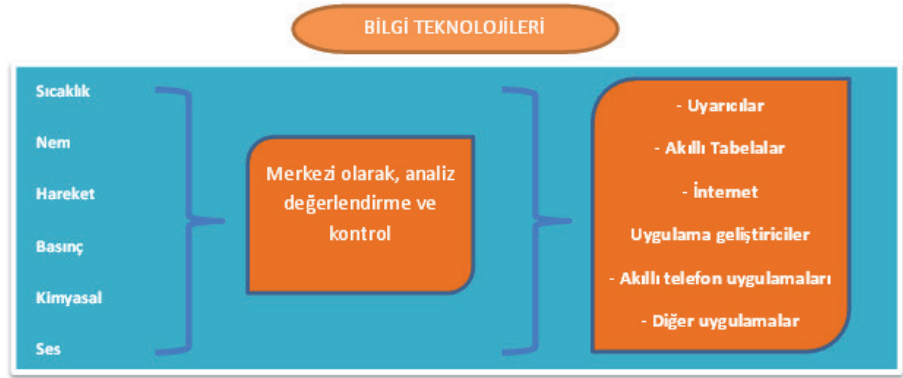 BİLGİ TEKNOLOJİLERİ
Sıcaklık
Nem
Hareket
Basınç
Kimyasal
Ses
Merkezi olarak, analiz
değerlendirme ve
kontrol
- Uyarıcılar
- Akıllı Tabelalar
- İnternet
Uygulama geliştiriciler
- Akıllı telefon uygulamaları
- Diğer uygulamalar